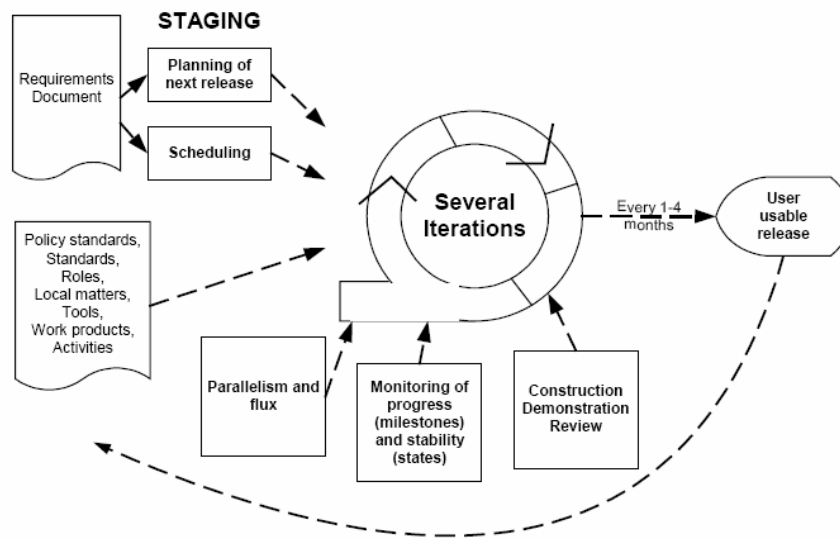 STAGING
Requirements
Document
Planning of
next release
Scheduling
Policy standards,
Standards,
Roles,
Local matters,
Tools,
Work products,
Activities
Several
Iterations
Every 1-4
months
User
usable
release
Parallelism and
flux
Monitoring of
progress
(milestones)
and stability
(states)
Construction
Demonstration
Review